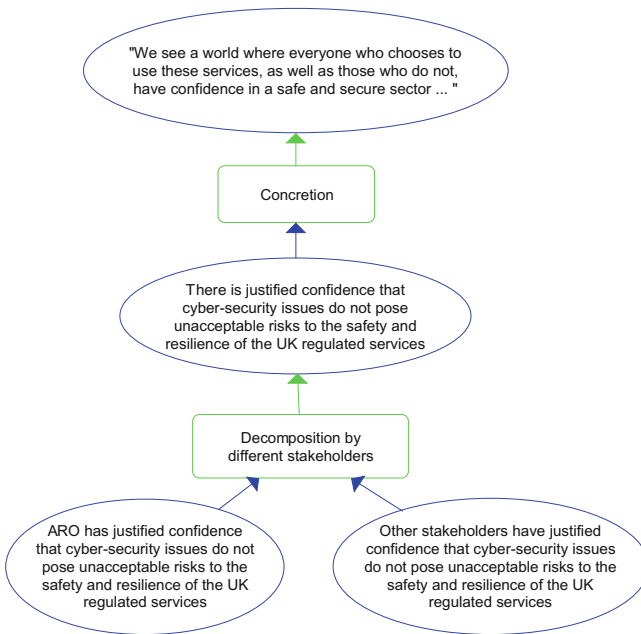 "We see a world where everyone who chooses to
use these services, as well as those who do not,
have confidence in a safe and secure sector ... "
Concretion
There is justified confidence that
cyber-security issues do not pose
unacceptable risks to the safety and
resilience of the UK regulated services
Decomposition by
different stakeholders
ARO has justified confidence
that cyber-security issues do not
pose unacceptable risks to the
safety and resilience of the UK
regulated services
Other stakeholders have justified
confidence that cyber-security issues
do not pose unacceptable risks to the
safety and resilience of the UK
regulated services